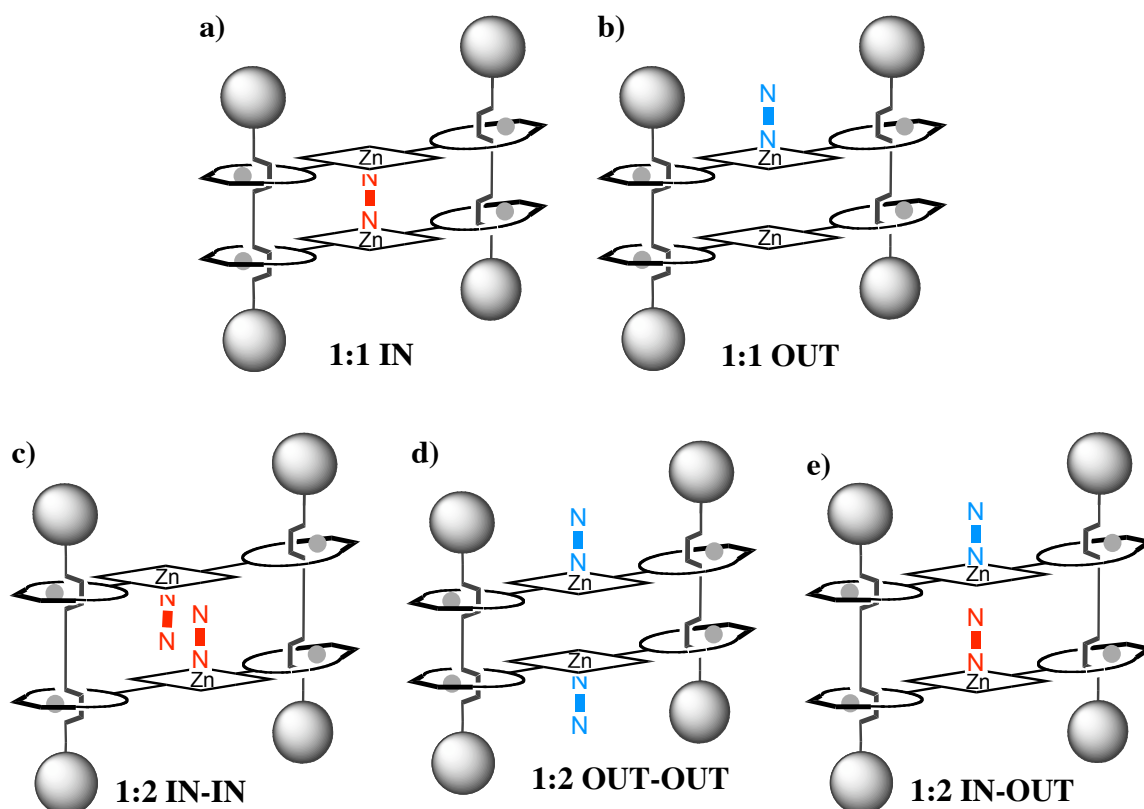 a)
Zn
N
N
Zn
1:1 IN
b)
N
N
Zn
Zn
1:1 OUT
c)
Zn
N
N
N
N
Zn
1:2 IN-IN
d)
N
N
Zn
Zn
N
N
1:2 OUT-OUT
e)
N
N
Zn
N
N
Zn
1:2 IN-OUT